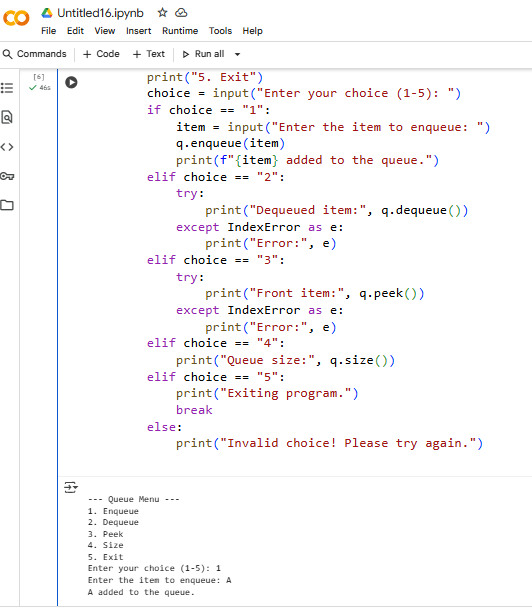 Untitled16.ipynb
File Edit View Insert Runtime Tools Help
Commands + Code + Text Run all
[6]
46s
print("5. Exit")
choice = input("Enter your choice (1-5): ")
if choice == "1":
item = input("Enter the item to enqueue: ")
q.enqueue(item)
print(f"{item} added to the queue.")
elif choice == "2":
try:
print("Dequeued item:", q.dequeue())
except IndexError as e:
print("Error:", e)
elif choice == "3":
try:
print("Front item:", q.peek())
except IndexError as e:
print("Error:", e)
elif choice == "4":
print("Queue size:", q.size())
elif choice == "5":
print("Exiting program.")
break
else:
print("Invalid choice! Please try again.")
--- Queue Menu ---
1. Enqueue
2. Dequeue
3. Peek
4. Size
5. Exit
Enter your choice (1-5): 1
Enter the item to enqueue: A
A added to the queue.